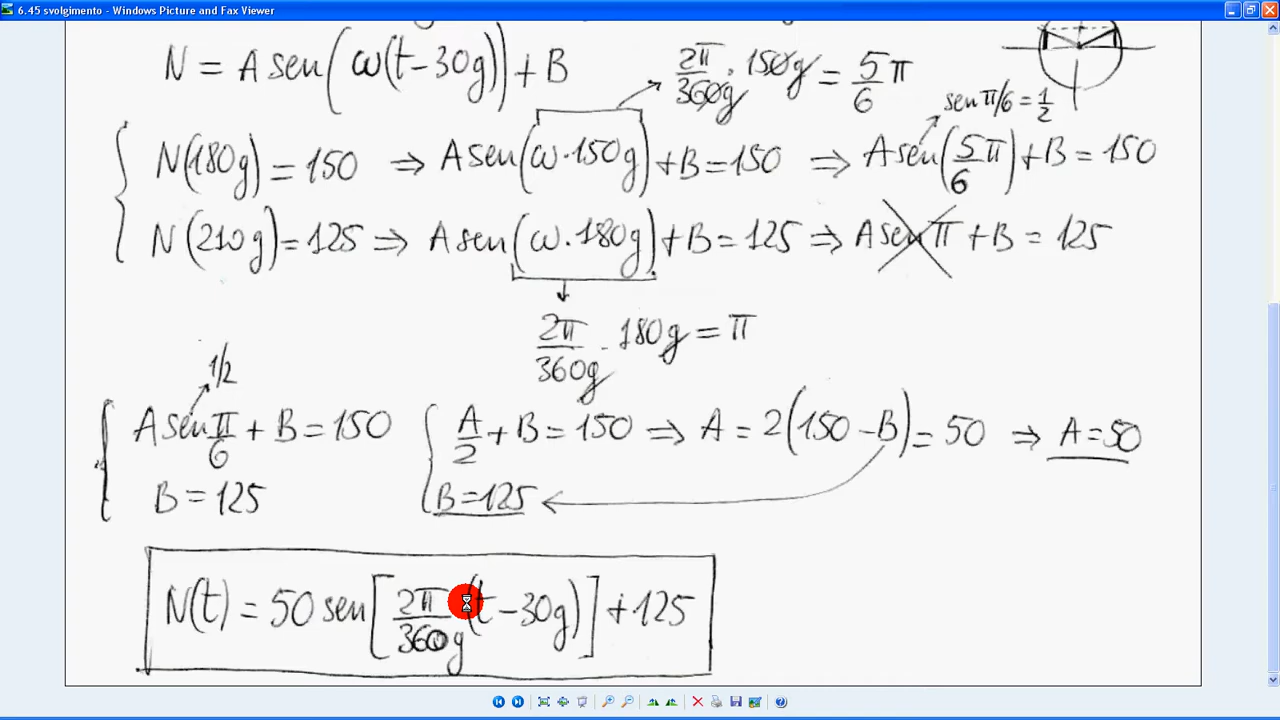 6.45 svolgimento - Windows Picture and Fax Viewer
N = A sen(ω(t-30g)) + B
2π/360g · 150g = 5/6 π
sen π/6 = 1/2
{ N(180g) = 150 ⇒ A sen(ω·150g) + B = 150 ⇒ A sen(5/6 π) + B = 150
N(210g) = 125 ⇒ A sen(ω·180g) + B = 125 ⇒ A sen π + B = 125
2π/360g · 180g = π
1/2
{ A sen π/6 + B = 150 { A/2 + B = 150 ⇒ A = 2(150 - B) = 50 ⇒ A = 50
B = 125 B = 125
N(t) = 50 sen[2π/360g (t - 30g)] + 125